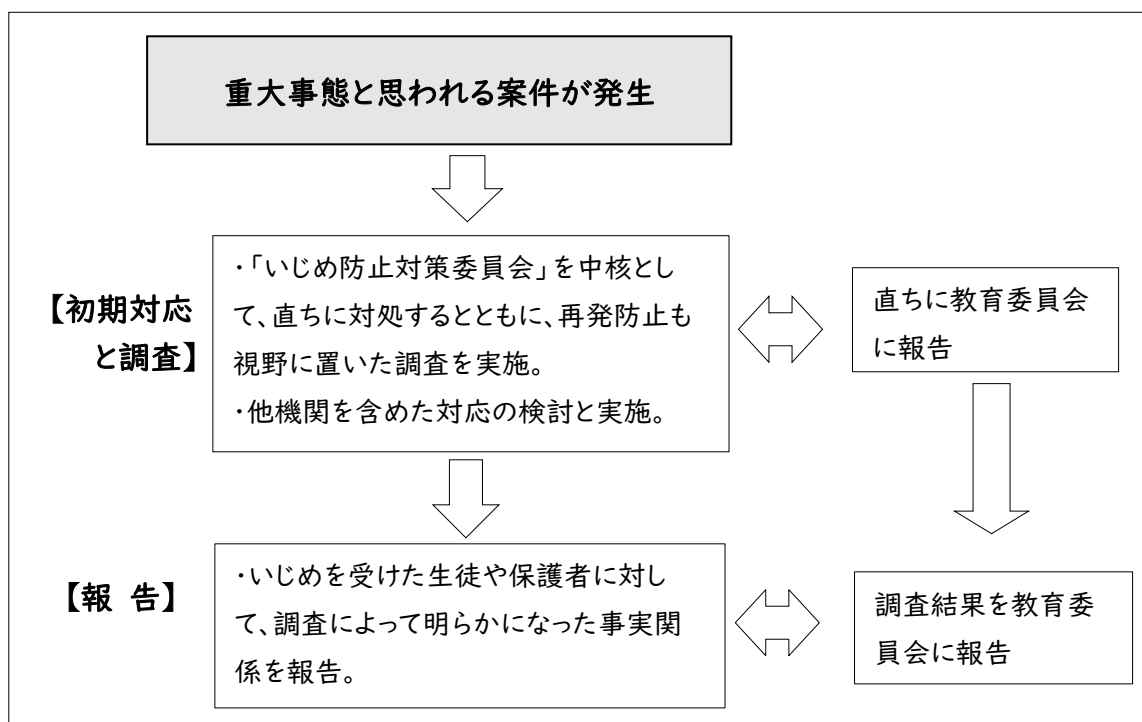 重大事態と思われる案件が発生
【初期対応
と調査】
・「いじめ防止対策委員会」を中核とし
て、直ちに対処するとともに、再発防止も
視野に置いた調査を実施。
・他機関を含めた対応の検討と実施。
直ちに教育委員会
に報告
【報 告】
・いじめを受けた生徒や保護者に対し
て、調査によって明らかになった事実関
係を報告。
調査結果を教育委
員会に報告